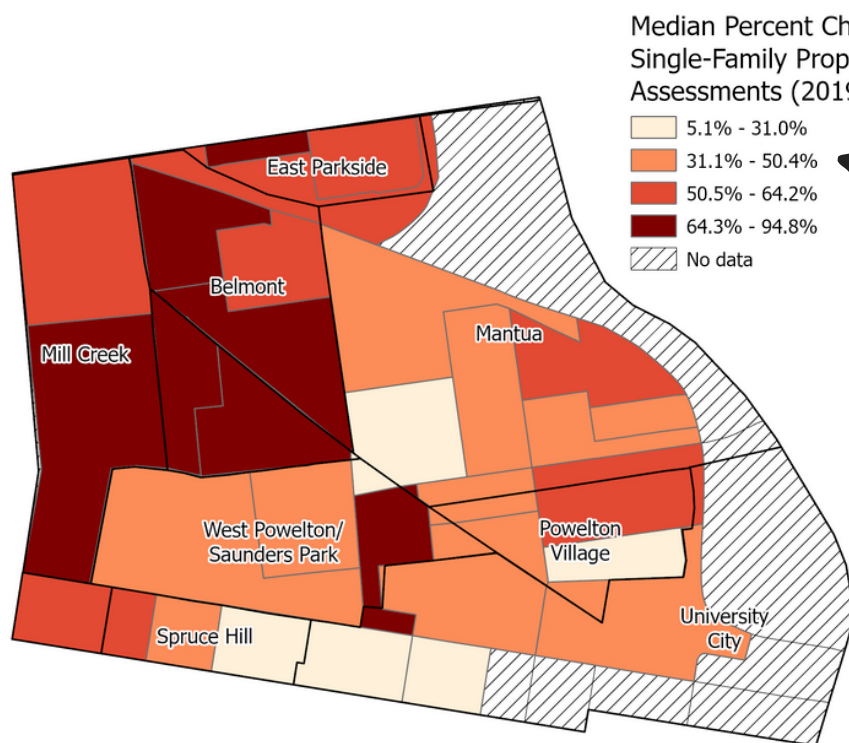 Median Percent Ch
Single-Family Prop
Assessments (2019
5.1% - 31.0%
31.1% - 50.4%
50.5% - 64.2%
64.3% - 94.8%
No data
East Parkside
Belmont
Mantua
Mill Creek
West Powelton/
Saunders Park
Powelton
Village
University
City
Spruce Hill